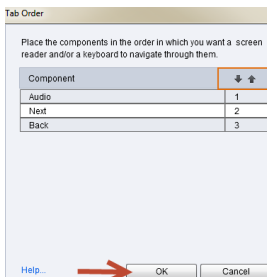 Tab Order
Place the components in the order in which you want a screen
reader and/or a keyboard to navigate through them.
Component
Audio 1
Next 2
Back 3
Help... OK Cancel